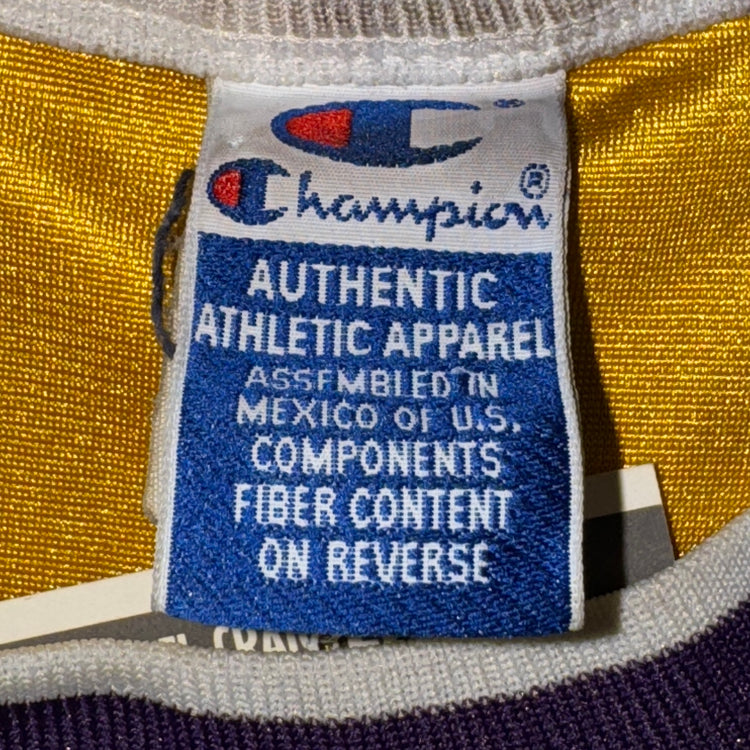 Champion®
AUTHENTIC
ATHLETIC APPAREL
ASSEMBLED IN
MEXICO OF U.S.
COMPONENTS
FIBER CONTENT
ON REVERSE